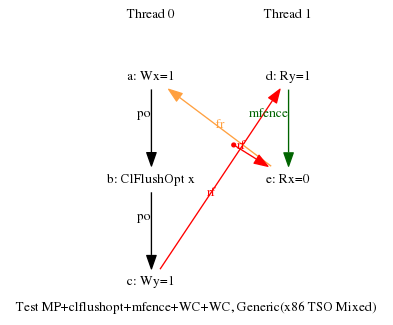 Thread 0 Thread 1
a: Wx=1 d: Ry=1
po mfence
fr
rf
b: ClFlushOpt x e: Rx=0
rf
po
c: Wy=1
Test MP+clflushopt+mfence+WC+WC, Generic(x86 TSO Mixed)